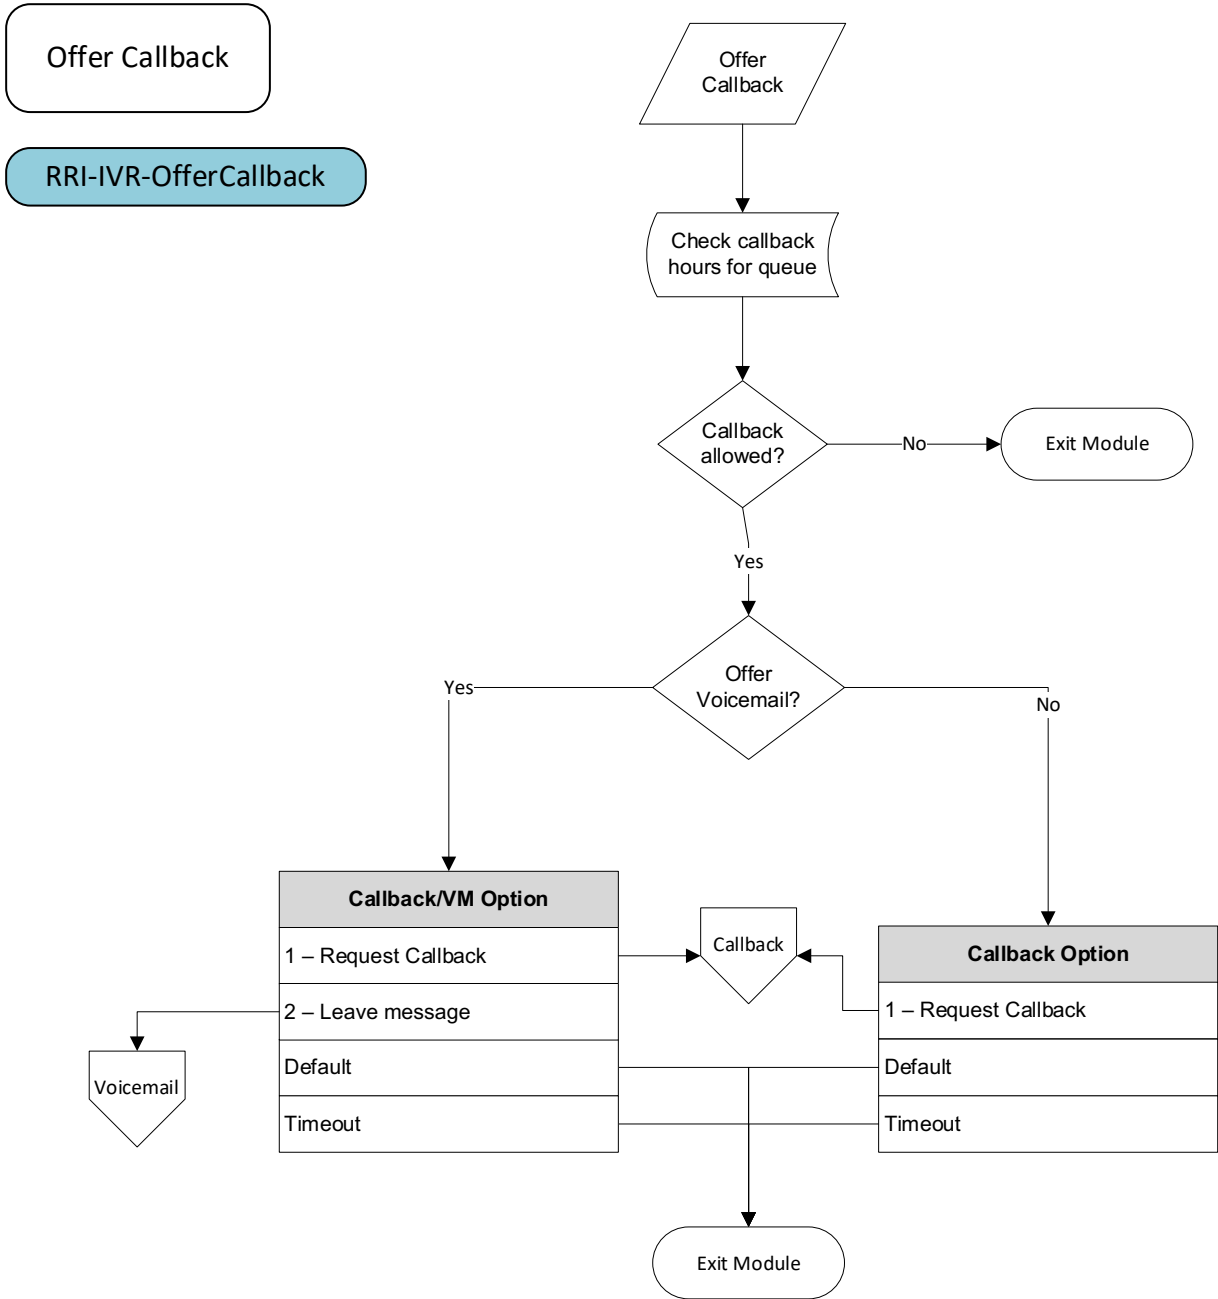 Offer Callback
RRI-IVR-OfferCallback
Offer
Callback
Check callback
hours for queue
Callback
allowed?
No
Exit Module
Yes
Offer
Voicemail?
Yes
No
Callback/VM Option
1 – Request Callback
2 – Leave message
Default
Timeout
Voicemail
Callback
Callback Option
1 – Request Callback
Default
Timeout
Exit Module